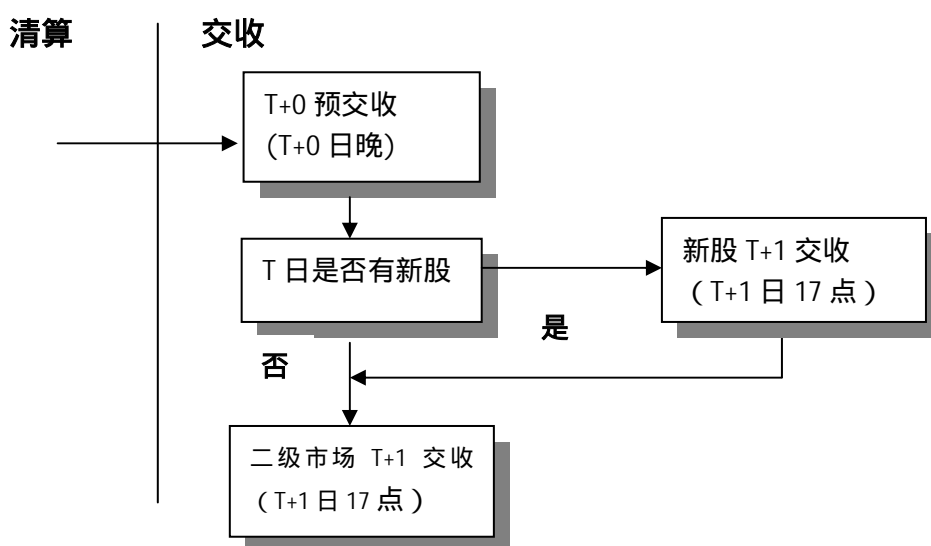 清算
交收
T+0 预交收
(T+0 日晚)
T 日是否有新股
新股 T+1 交收
（T+1 日 17 点）
是
否
二级市场 T+1 交收
（T+1 日 17 点）